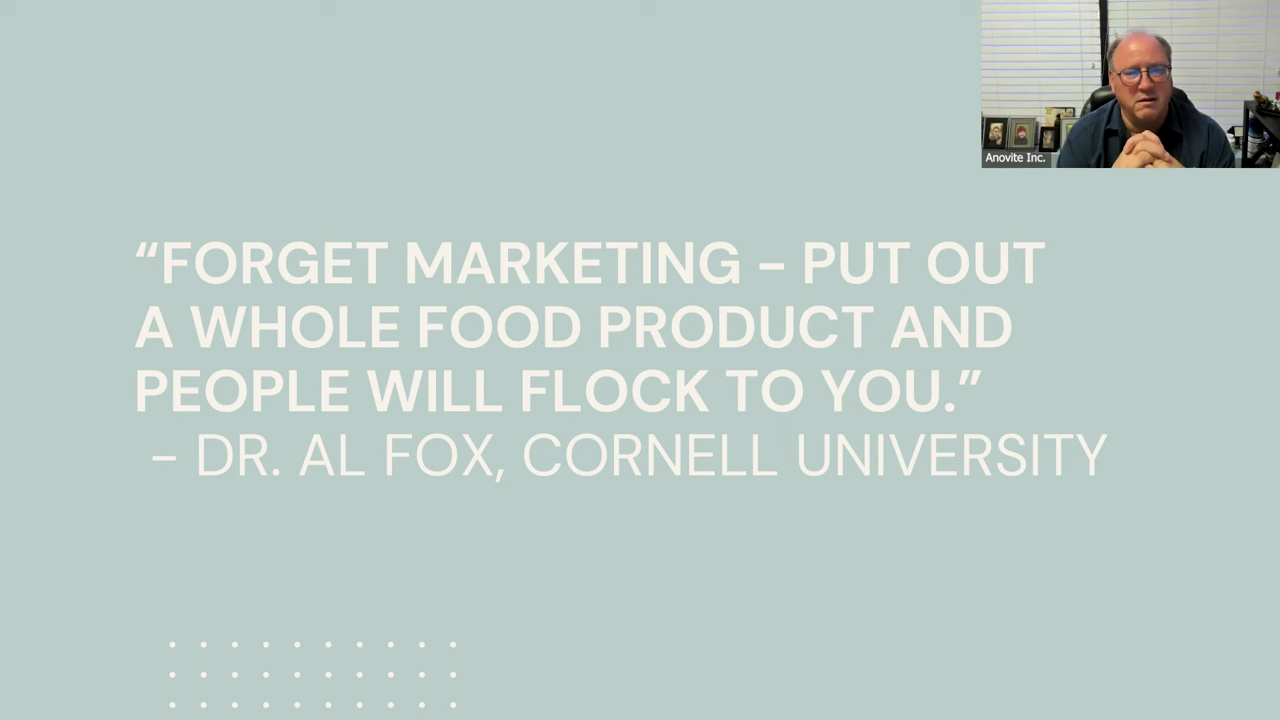 Anovite Inc.
“FORGET MARKETING – PUT OUT
A WHOLE FOOD PRODUCT AND
PEOPLE WILL FLOCK TO YOU.”
– DR. AL FOX, CORNELL UNIVERSITY